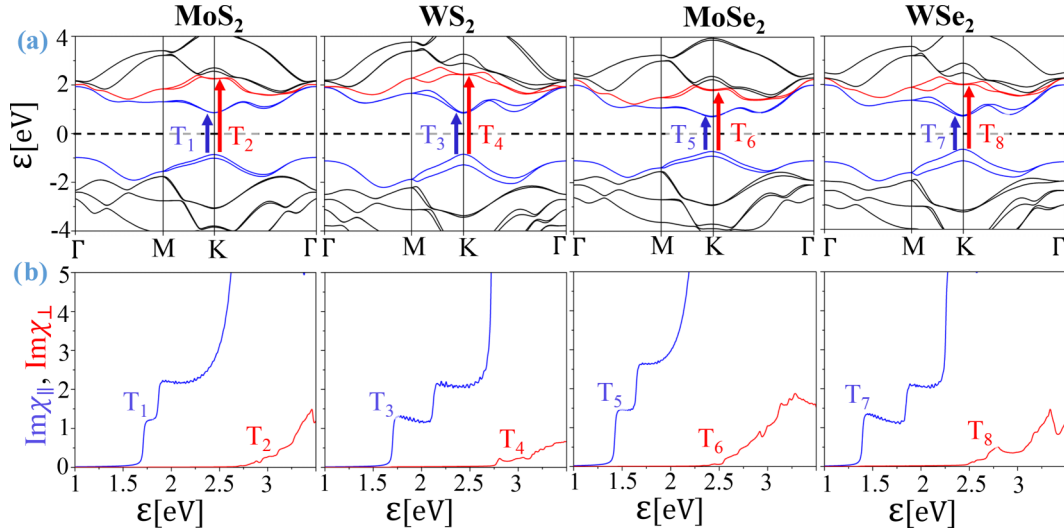 MoS2 WS2 MoSe2 WSe2
(a)
4
2
0
-2
-4
ε[eV]
T1 T2 T3 T4 T5 T6 T7 T8
Γ M K Γ M K Γ M K Γ M K Γ
(b)
5
4
3
2
1
0
Imχ∥, Imχ⊥
T1 T2 T3 T4 T5 T6 T7 T8
1 1.5 2 2.5 3 1 1.5 2 2.5 3 1 1.5 2 2.5 3 1 1.5 2 2.5 3
ε[eV] ε[eV] ε[eV] ε[eV]